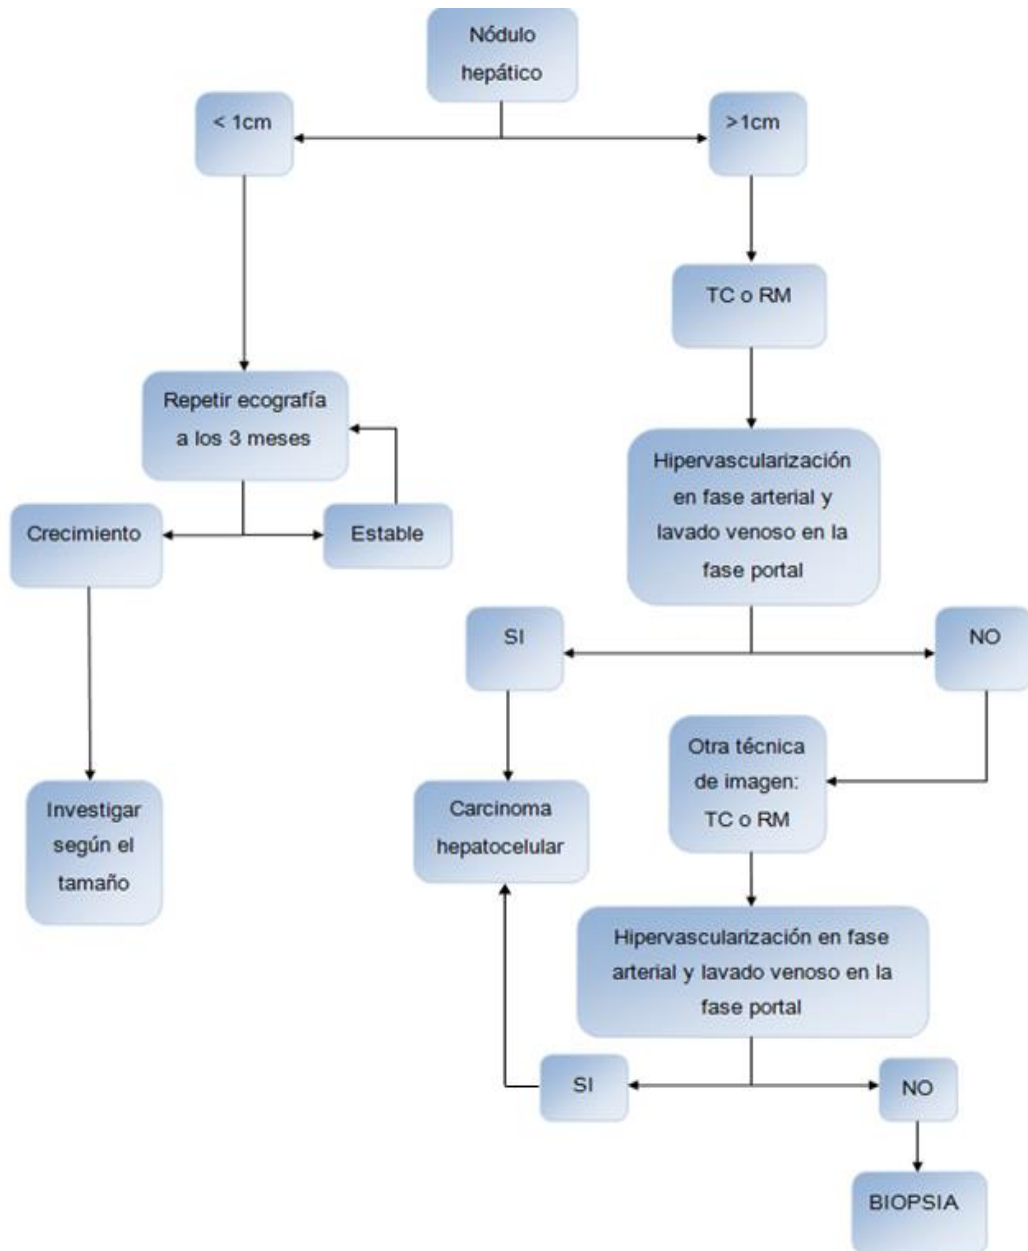 Nódulo
hepático
< 1cm
>1cm
TC o RM
Repetir ecografía
a los 3 meses
Hipervascularización
en fase arterial y
lavado venoso en la
fase portal
Crecimiento
Estable
SI
NO
Investigar
según el
tamaño
Carcinoma
hepatocelular
Otra técnica
de imagen:
TC o RM
Hipervascularización en fase
arterial y lavado venoso en la
fase portal
SI
NO
BIOPSIA